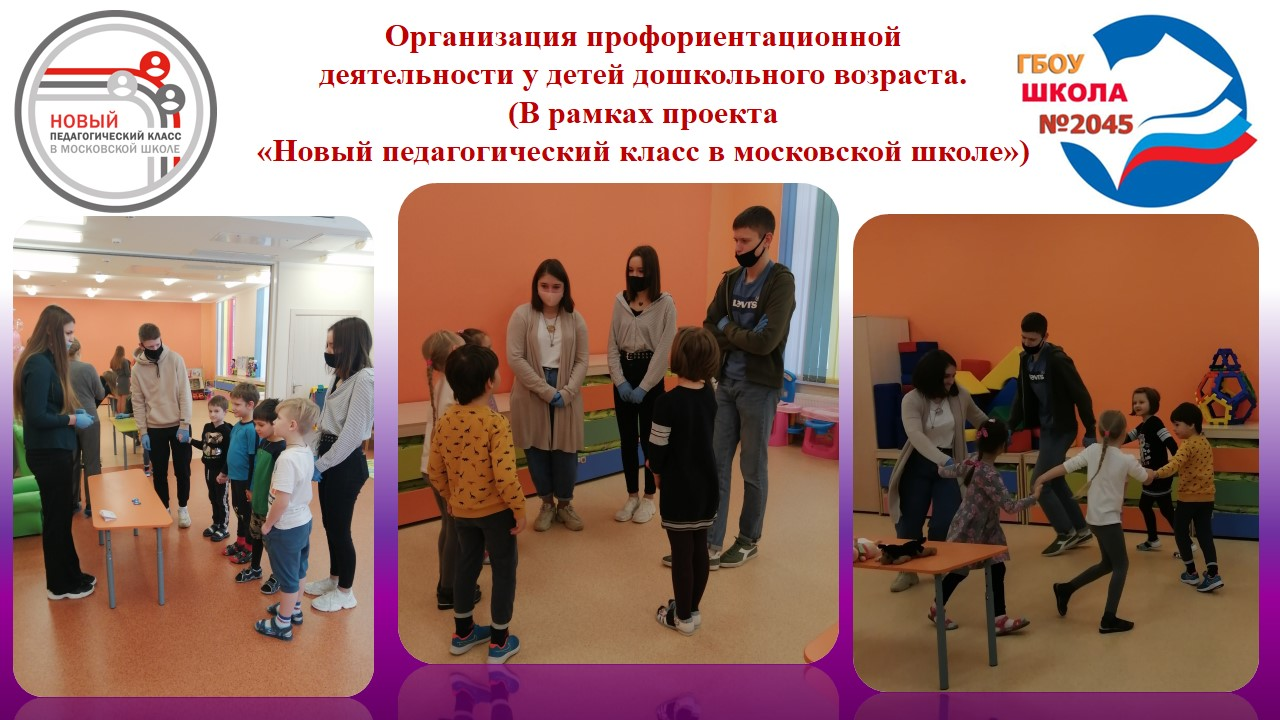 НОВЫЙ
ПЕДАГОГИЧЕСКИЙ КЛАСС
В МОСКОВСКОЙ ШКОЛЕ
Организация профориентационной
деятельности у детей дошкольного возраста.
(В рамках проекта
«Новый педагогический класс в московской школе»)
ГБОУ
ШКОЛА
№2045
LEVI'S